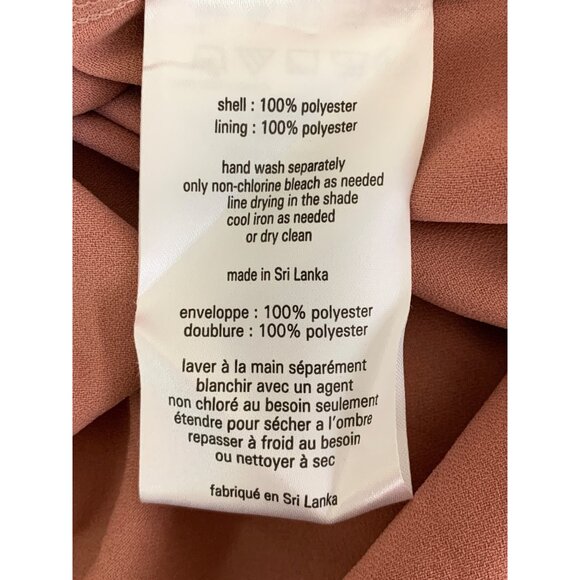 shell : 100% polyester
lining : 100% polyester
hand wash separately
only non-chlorine bleach as needed
line drying in the shade
cool iron as needed
or dry clean
made in Sri Lanka
enveloppe : 100% polyester
doublure : 100% polyester
laver à la main séparément
blanchir avec un agent
non chloré au besoin seulement
étendre pour sécher a l'ombre
repasser à froid au besoin
ou nettoyer à sec
fabriqué en Sri Lanka